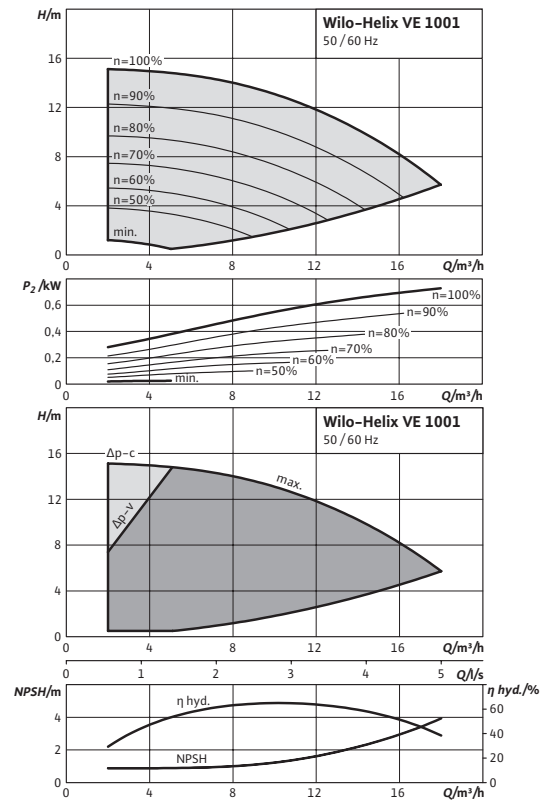 H/m
Wilo-Helix VE 1001
50 / 60 Hz
16
n=100%
12
n=90%
n=80%
8
n=70%
n=60%
4
n=50%
min.
0
0 4 8 12 16 Q/m³/h
P₂/kW
n=100%
0,6
n=90%
0,4
n=80%
n=70%
0,2
n=60%
n=50%
min.
0
0 4 8 12 16 Q/m³/h
H/m
Wilo-Helix VE 1001
50 / 60 Hz
16
Δp-c
max.
12
Δp-v
8
4
0
0 4 8 12 16 Q/m³/h
0 1 2 3 4 5 Q/l/s
NPSH/m
η hyd./%
η hyd.
60
4
40
2
NPSH
20
0
0
0 4 8 12 16 Q/m³/h